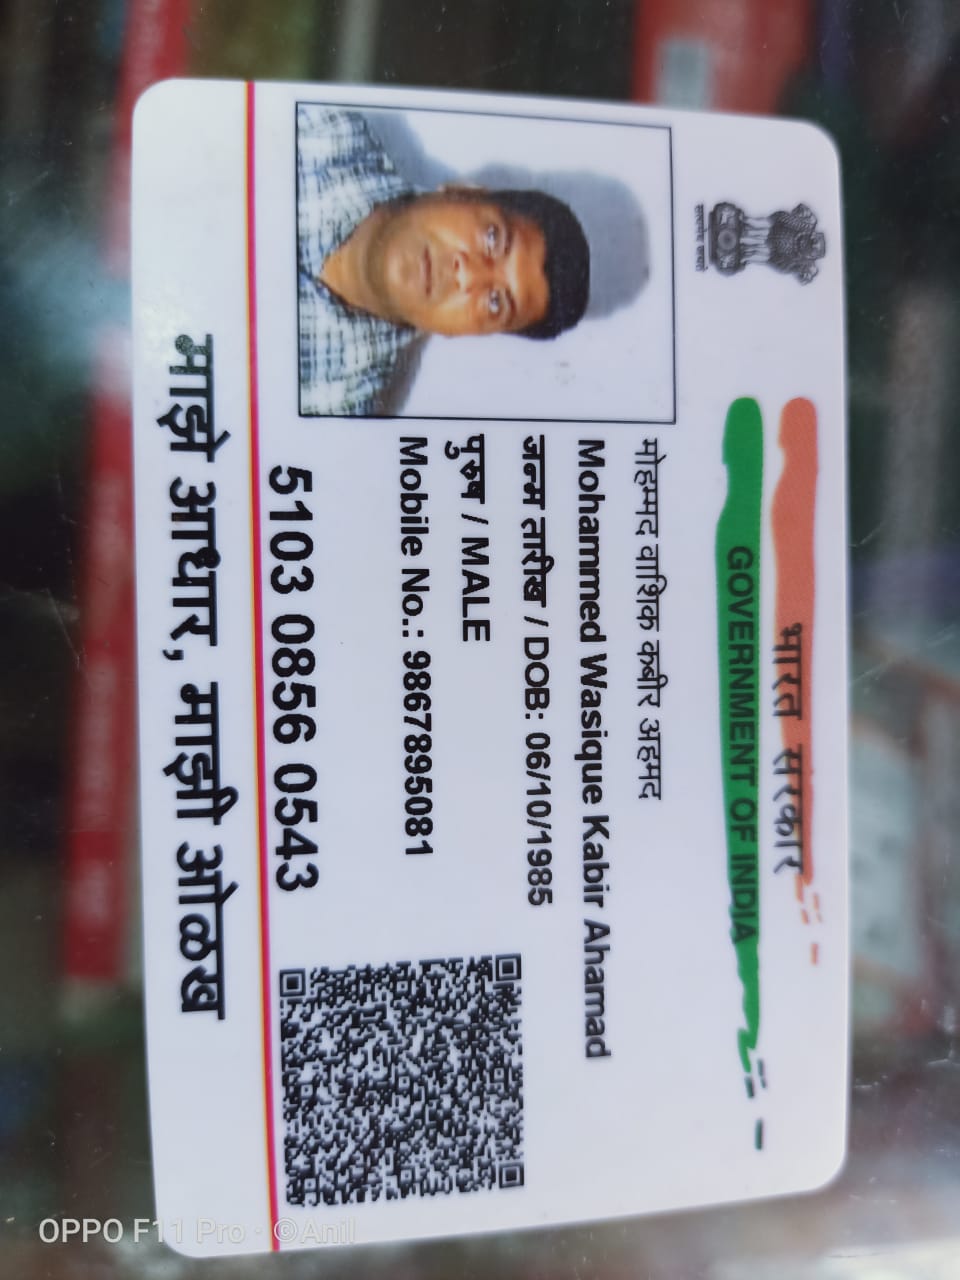 भारत सरकार
GOVERNMENT OF INDIA
सत्यमेव जयते
मोहम्मद वाशिक कबीर अहमद
Mohammed Wasique Kabir Ahamad
जन्म तारीख / DOB: 06/10/1985
पुरुष / MALE
Mobile No.: 9867895081
5103 0856 0543
माझे आधार, माझी ओळख
OPPO F11 Pro · ©Anil